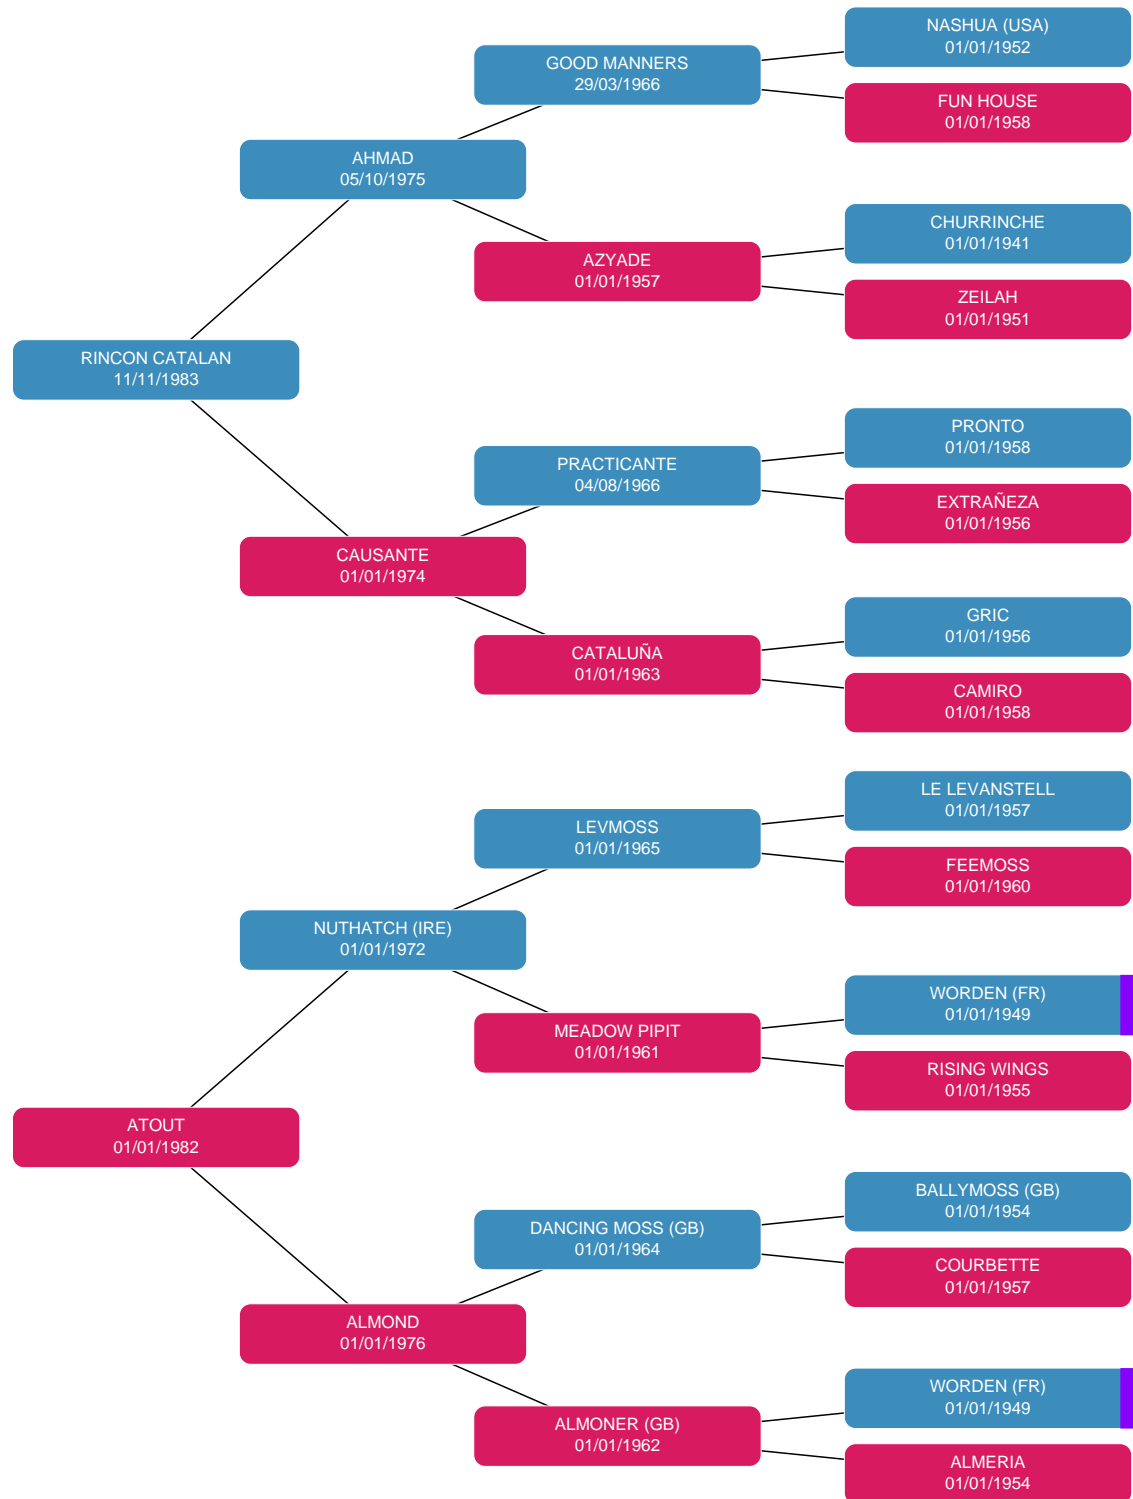 NASHUA (USA)
01/01/1952
GOOD MANNERS
29/03/1966
FUN HOUSE
01/01/1958
AHMAD
05/10/1975
CHURRINCHE
01/01/1941
AZYADE
01/01/1957
ZEILAH
01/01/1951
RINCON CATALAN
11/11/1983
PRONTO
01/01/1958
PRACTICANTE
04/08/1966
EXTRAÑEZA
01/01/1956
CAUSANTE
01/01/1974
GRIC
01/01/1956
CATALUÑA
01/01/1963
CAMIRO
01/01/1958
LE LEVANSTELL
01/01/1957
LEVMOSS
01/01/1965
FEEMOSS
01/01/1960
NUTHATCH (IRE)
01/01/1972
WORDEN (FR)
01/01/1949
MEADOW PIPIT
01/01/1961
RISING WINGS
01/01/1955
ATOUT
01/01/1982
BALLYMOSS (GB)
01/01/1954
DANCING MOSS (GB)
01/01/1964
COURBETTE
01/01/1957
ALMOND
01/01/1976
WORDEN (FR)
01/01/1949
ALMONER (GB)
01/01/1962
ALMERIA
01/01/1954